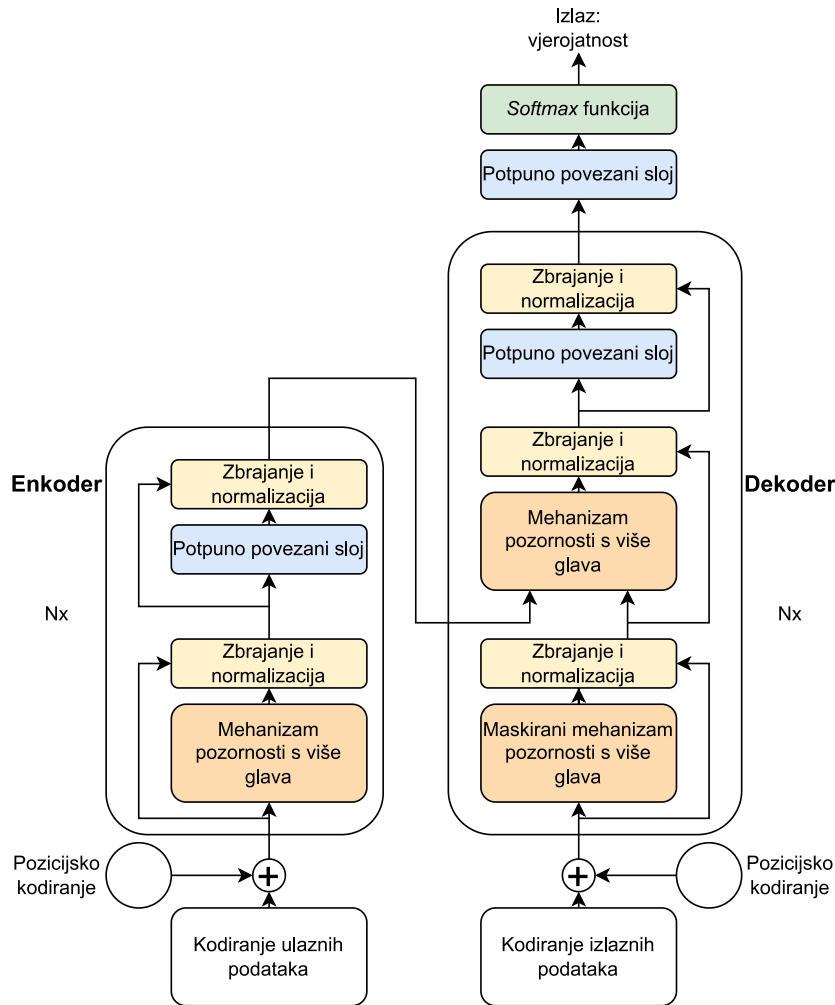 Izlaz:
vjerojatnost
Softmax funkcija
Potpuno povezani sloj
Zbrajanje i
normalizacija
Potpuno povezani sloj
Zbrajanje i
normalizacija
Mehanizam
pozornosti s više
glava
Zbrajanje i
normalizacija
Maskirani mehanizam
pozornosti s više
glava
Dekoder
Nx
Pozicijsko
kodiranje
+
Kodiranje izlaznih
podataka
Enkoder
Nx
Zbrajanje i
normalizacija
Potpuno povezani sloj
Zbrajanje i
normalizacija
Mehanizam
pozornosti s više
glava
Pozicijsko
kodiranje
+
Kodiranje ulaznih
podataka